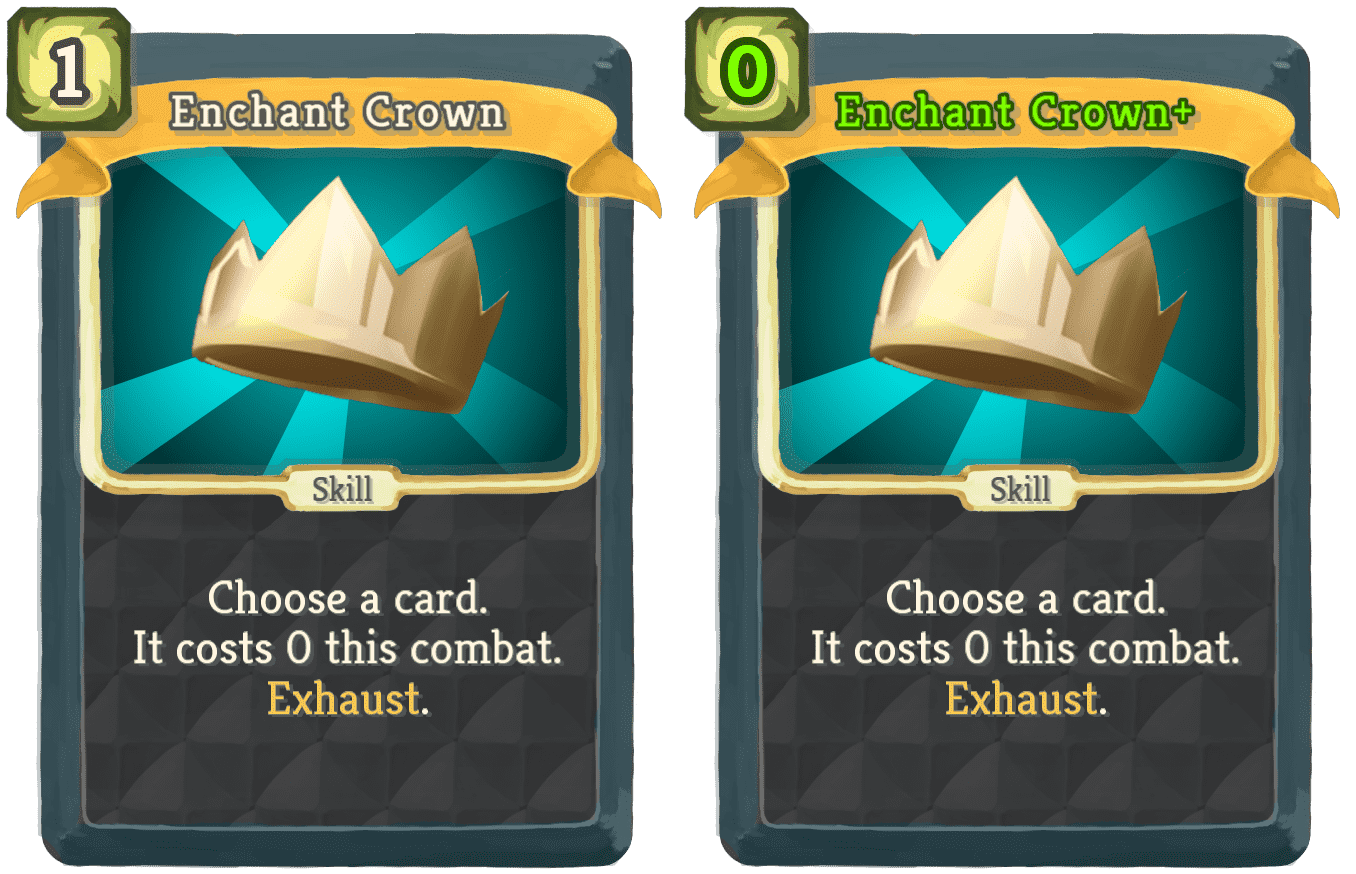 1
Enchant Crown
Skill
Choose a card.
It costs 0 this combat.
Exhaust.
0
Enchant Crown+
Skill
Choose a card.
It costs 0 this combat.
Exhaust.